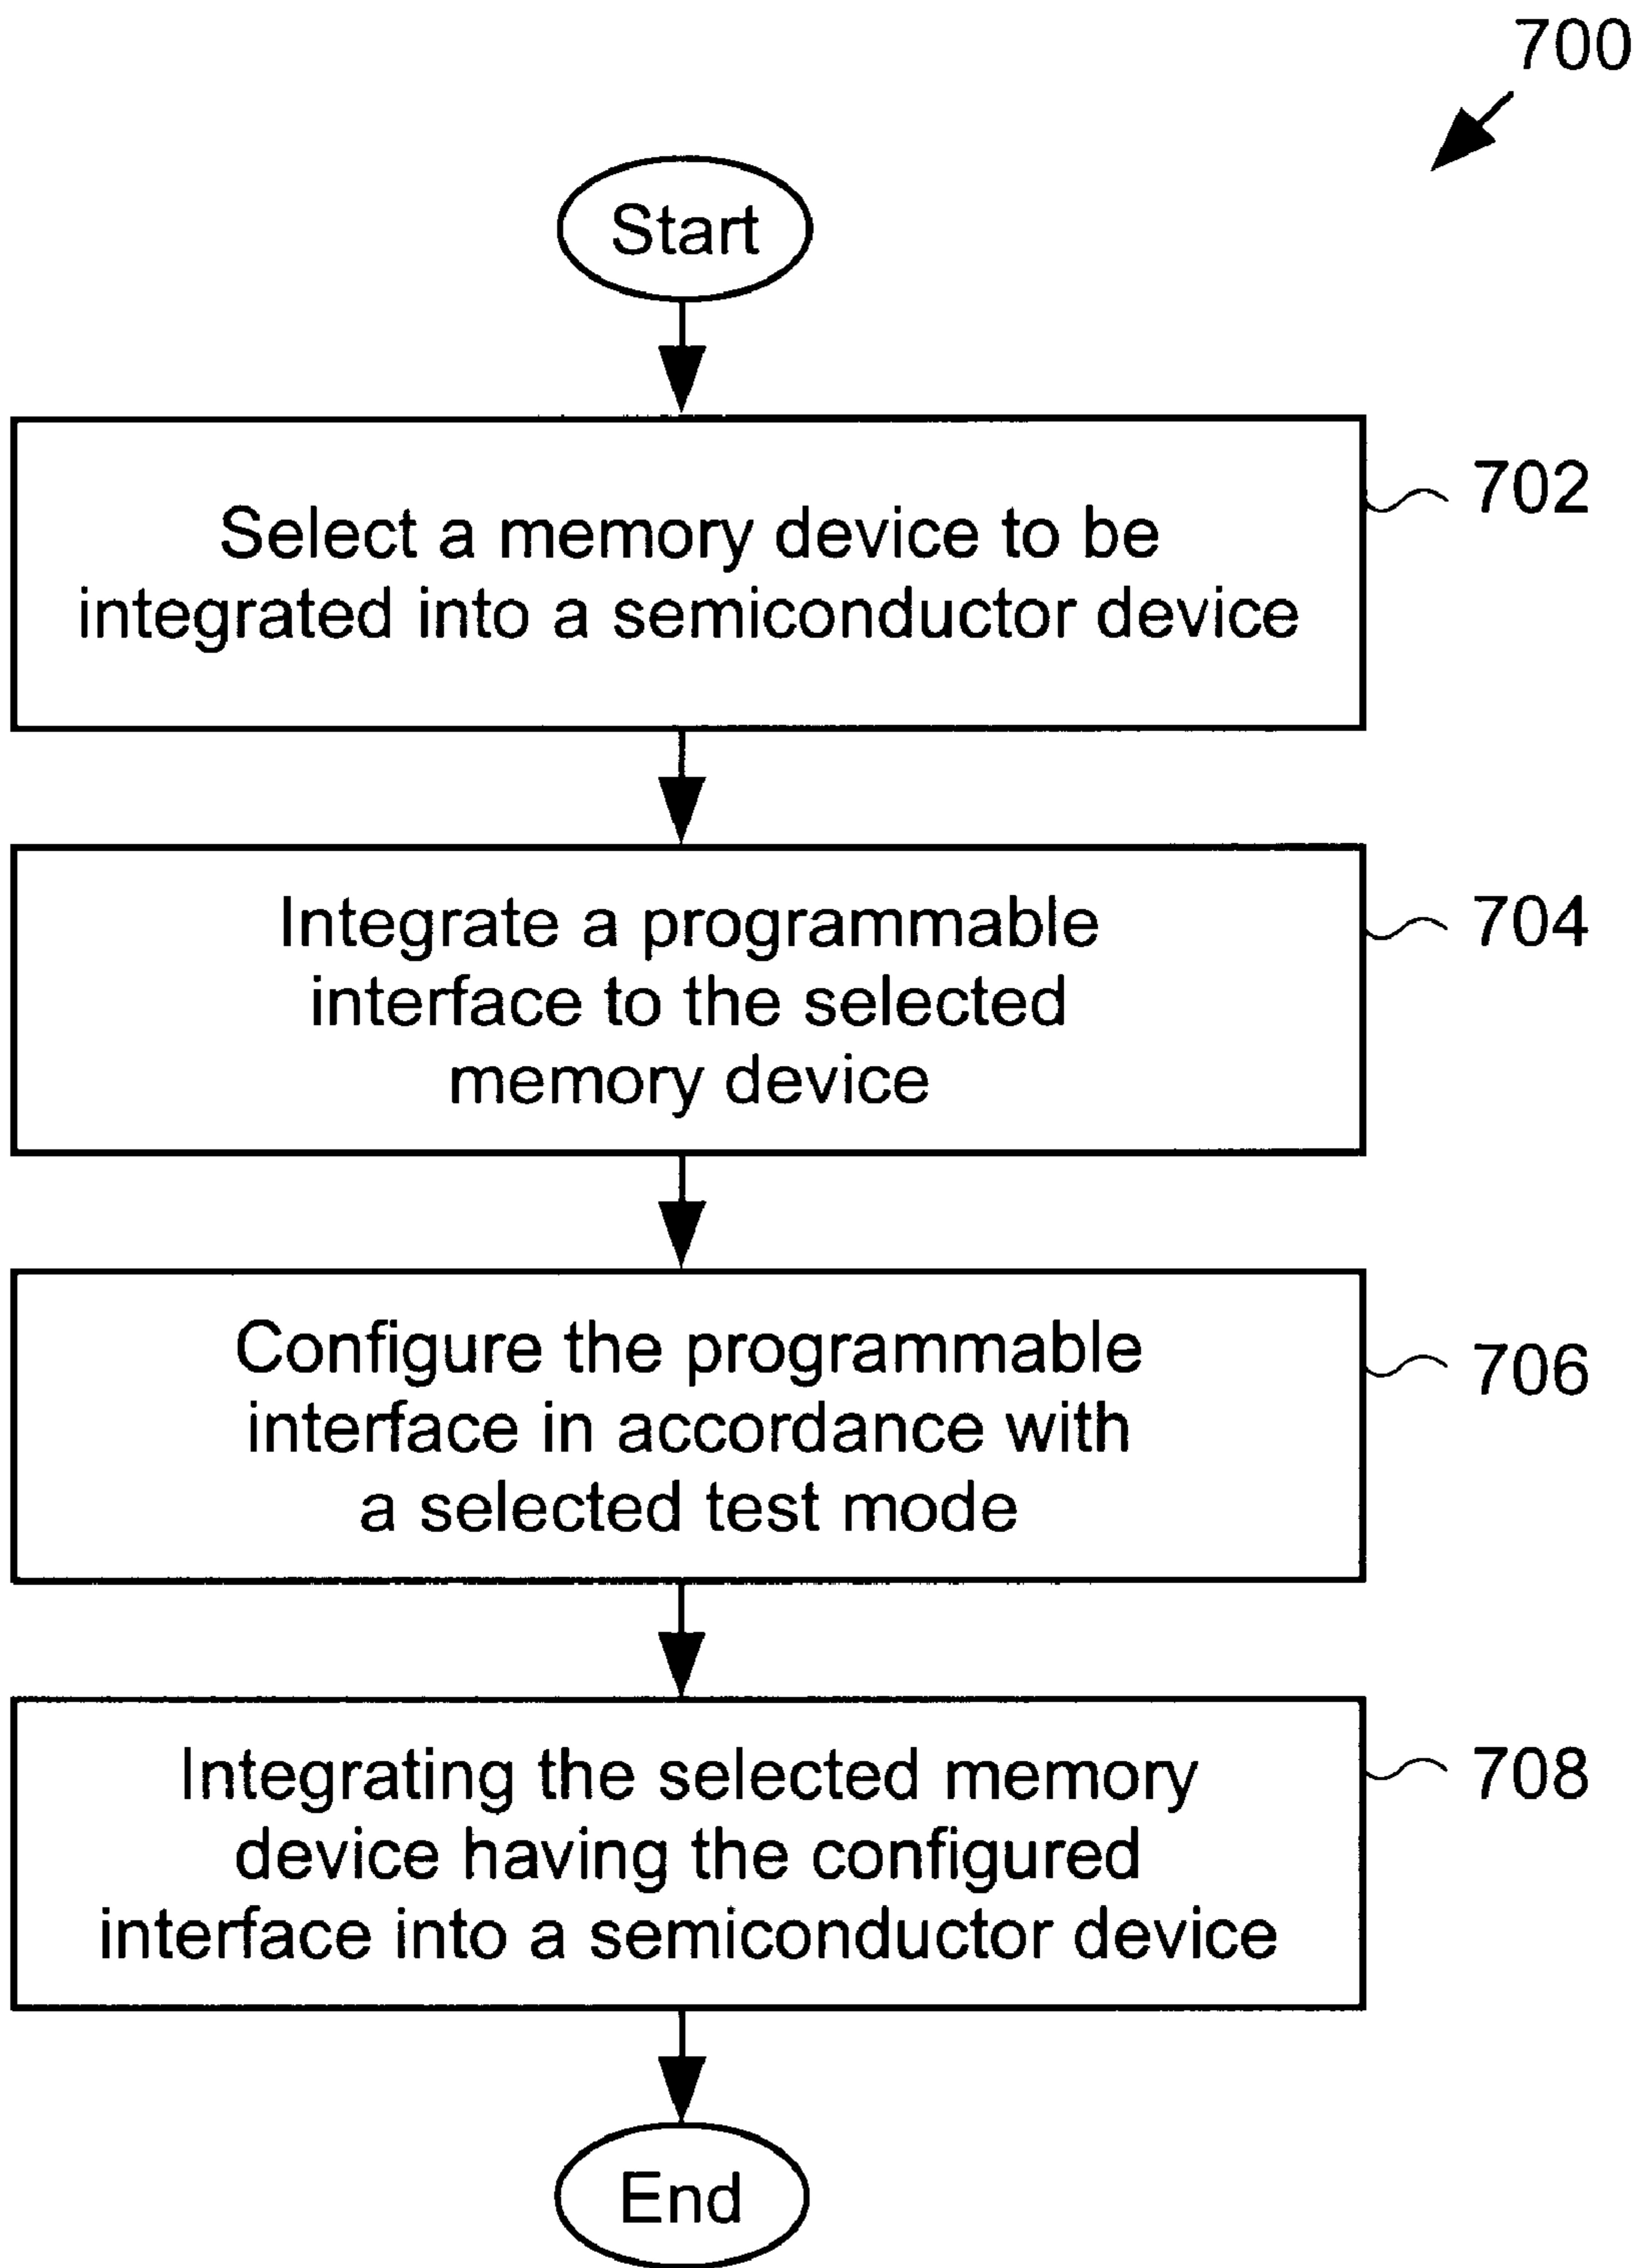 700
Start
Select a memory device to be
integrated into a semiconductor device
702
Integrate a programmable
interface to the selected
memory device
704
Configure the programmable
interface in accordance with
a selected test mode
706
Integrating the selected memory
device having the configured
interface into a semiconductor device
708
End